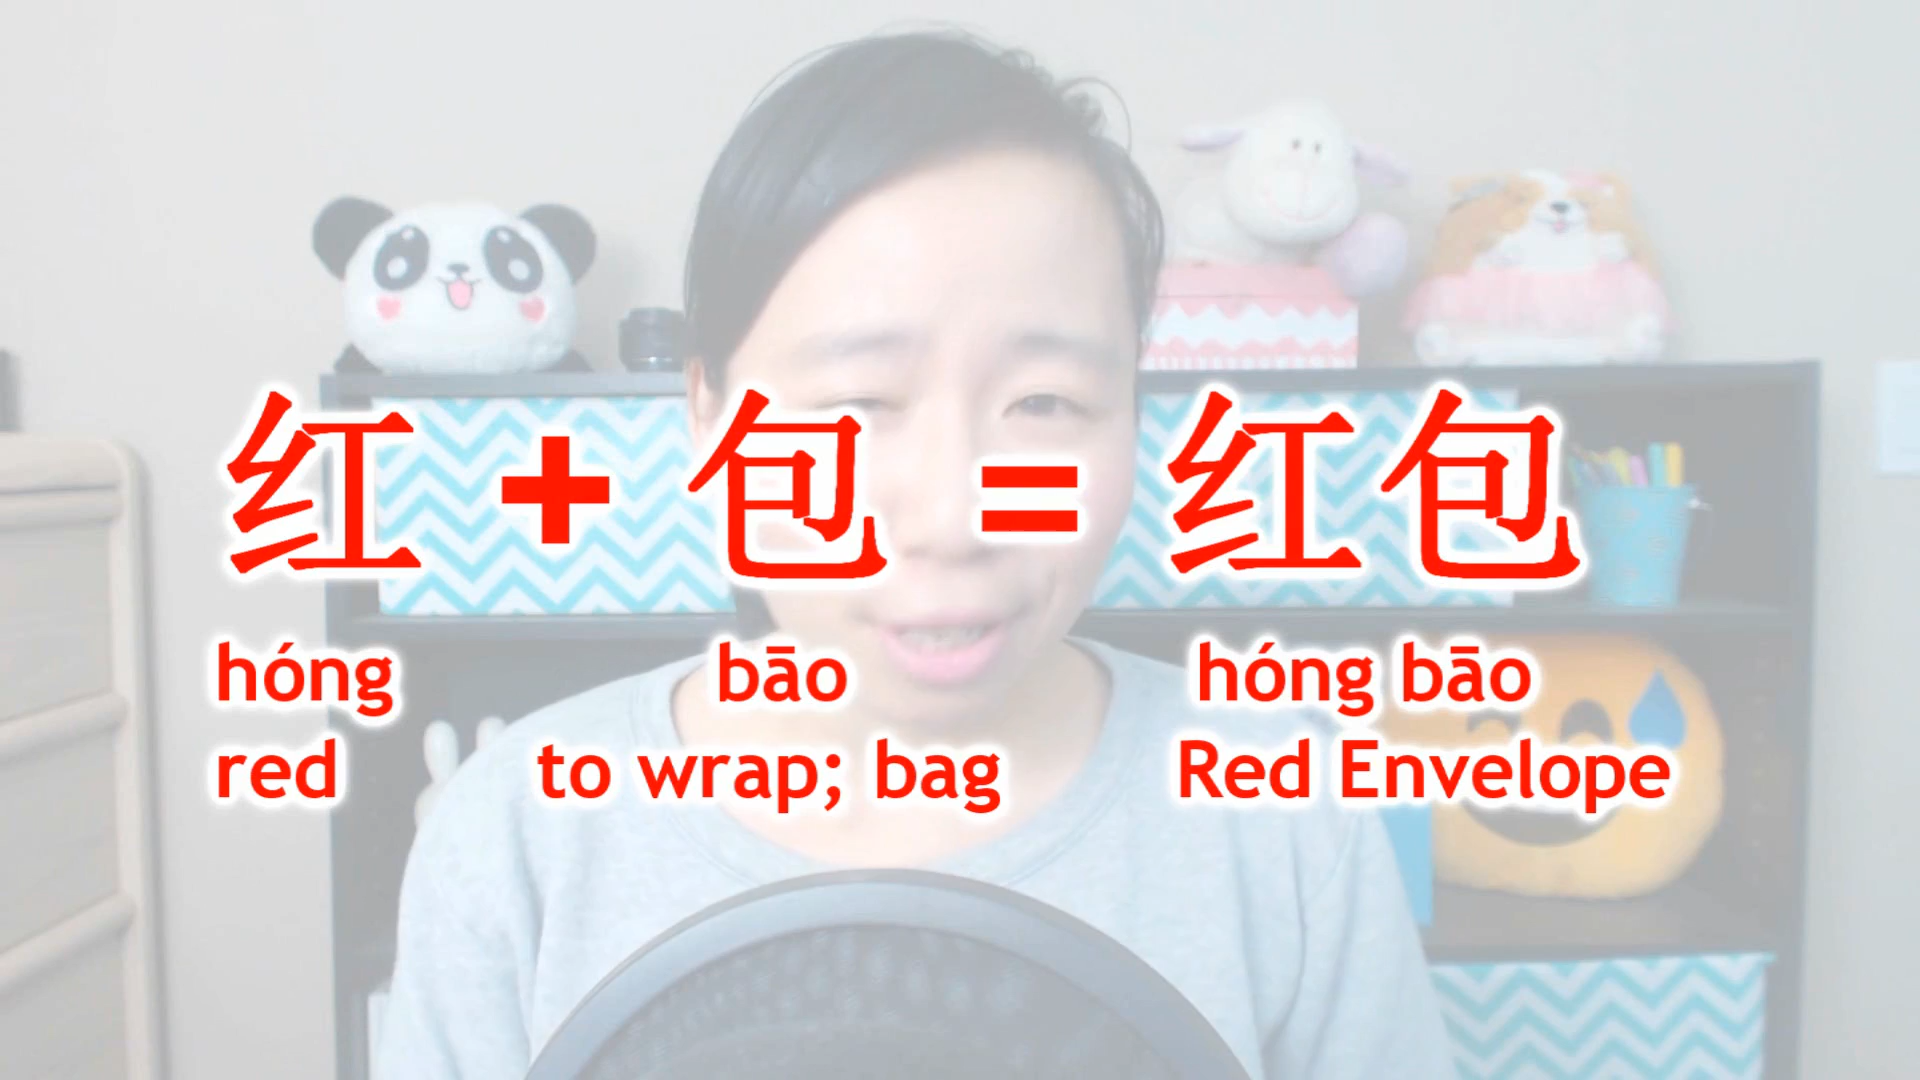 红 + 包 = 红包
hóng bāo hóng bāo
red to wrap; bag Red Envelope